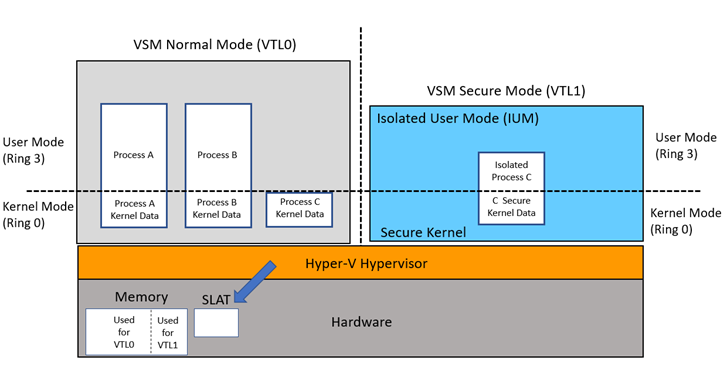 VSM Normal Mode (VTL0)
VSM Secure Mode (VTL1)
Isolated User Mode (IUM)
User Mode
(Ring 3)
Process A
Process B
Isolated
Process C
User Mode
(Ring 3)
Kernel Mode
(Ring 0)
Process A
Kernel Data
Process B
Kernel Data
Process C
Kernel Data
C Secure
Kernel Data
Kernel Mode
(Ring 0)
Secure Kernel
Hyper-V Hypervisor
Memory
SLAT
Used
for
VTL0
Used
for
VTL1
Hardware